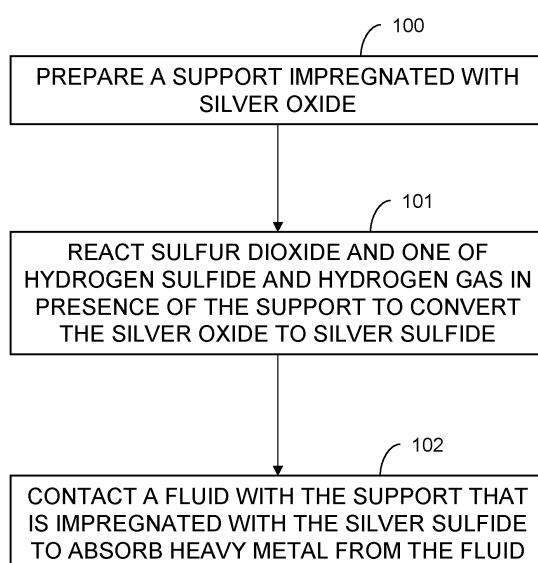 100
PREPARE A SUPPORT IMPREGNATED WITH
SILVER OXIDE
101
REACT SULFUR DIOXIDE AND ONE OF
HYDROGEN SULFIDE AND HYDROGEN GAS IN
PRESENCE OF THE SUPPORT TO CONVERT
THE SILVER OXIDE TO SILVER SULFIDE
102
CONTACT A FLUID WITH THE SUPPORT THAT
IS IMPREGNATED WITH THE SILVER SULFIDE
TO ABSORB HEAVY METAL FROM THE FLUID